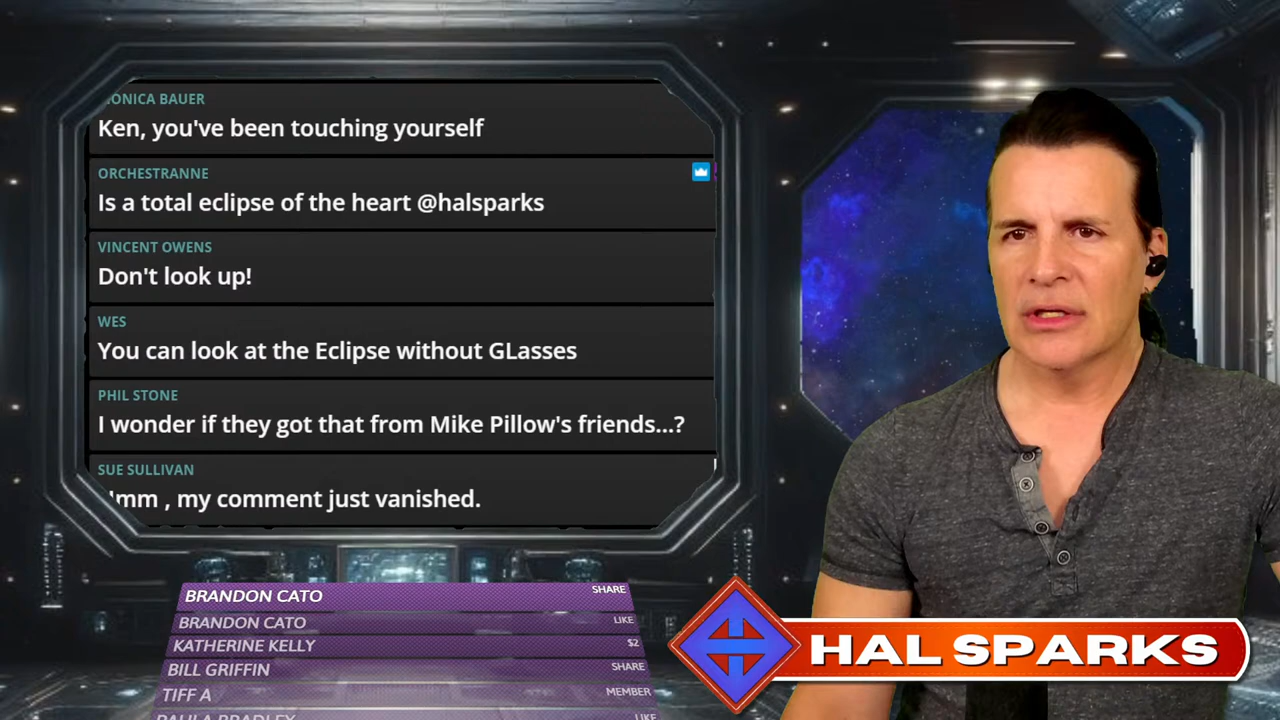 ONICA BAUER
Ken, you've been touching yourself
ORCHESTRANNE
Is a total eclipse of the heart @halsparks
VINCENT OWENS
Don't look up!
WES
You can look at the Eclipse without GLasses
PHIL STONE
I wonder if they got that from Mike Pillow's friends...?
SUE SULLIVAN
mm , my comment just vanished.
BRANDON CATO SHARE
BRANDON CATO LIKE
KATHERINE KELLY $2
BILL GRIFFIN SHARE
TIFF A MEMBER
PAULA BRADLEY LIKE
HAL SPARKS